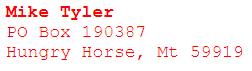 Mike Tyler
PO Box 190387
Hungry Horse, Mt 59919